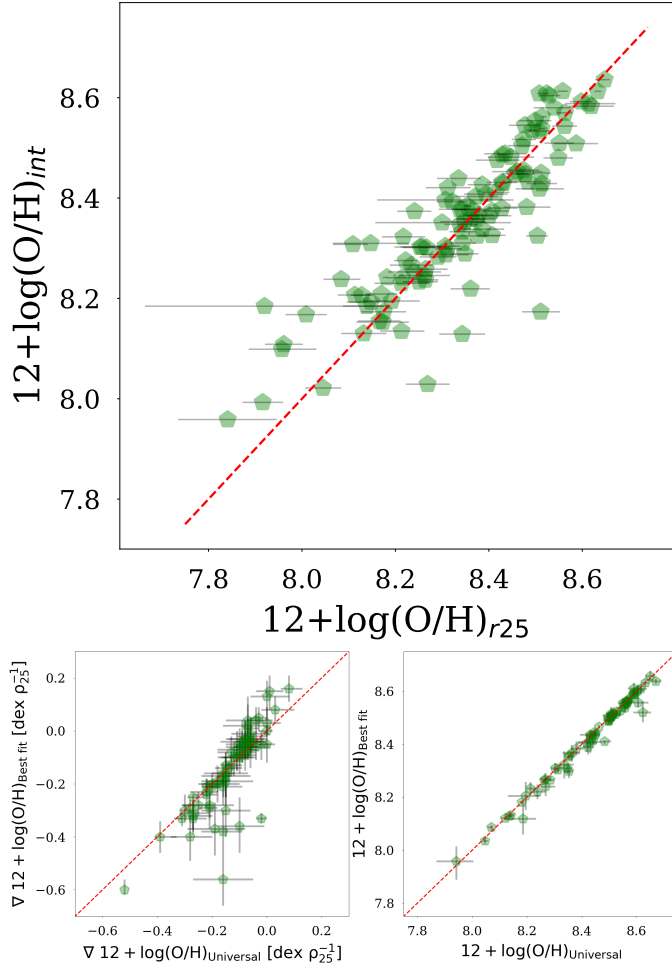 8.6
8.4
8.2
8.0
7.8
12+log(O/H)int
7.8 8.0 8.2 8.4 8.6
12+log(O/H)r25
0.2
0.0
−0.2
−0.4
−0.6
∇ 12 + log(O/H)Best fit [dex ρ25−1]
−0.6 −0.4 −0.2 0.0 0.2
∇ 12 + log(O/H)Universal [dex ρ25−1]
8.6
8.4
8.2
8.0
7.8
12 + log(O/H)Best fit
7.8 8.0 8.2 8.4 8.6
12 + log(O/H)Universal